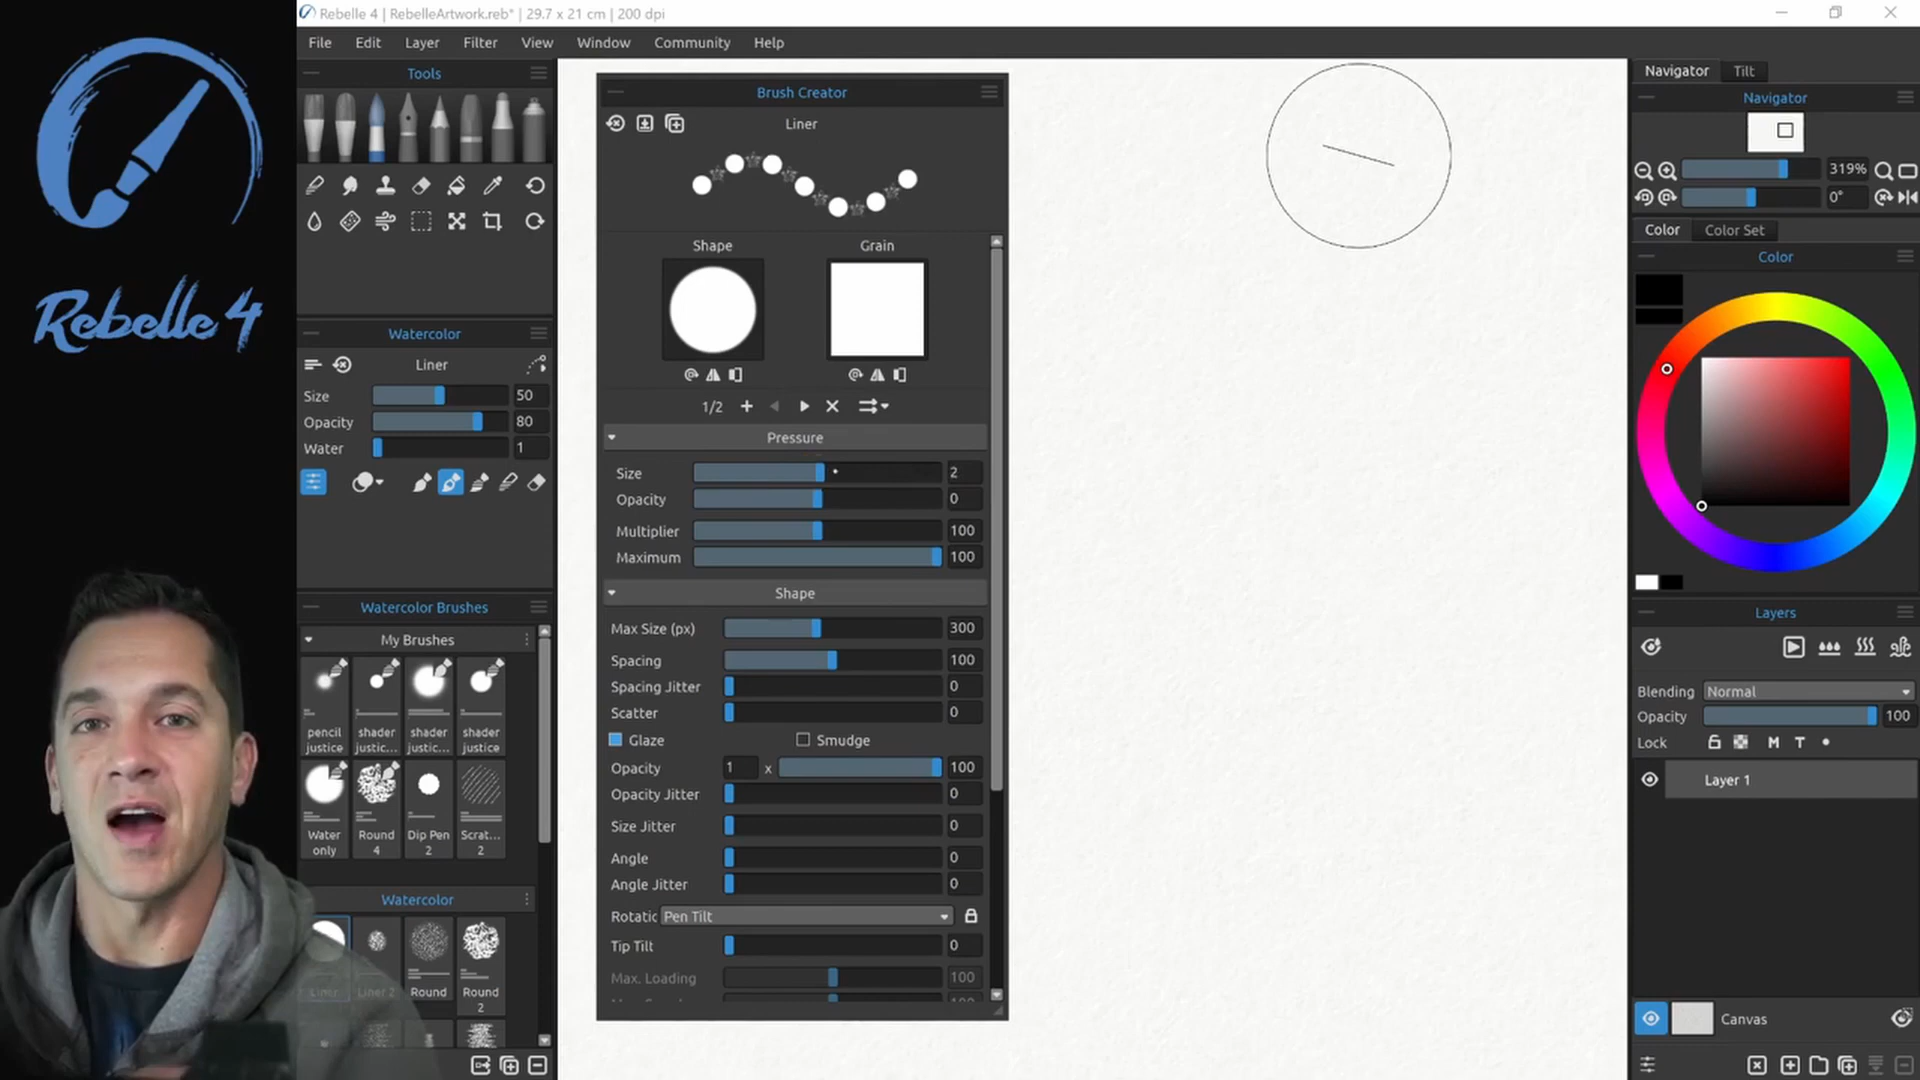 Rebelle 4 | RebelleArtwork.reb* | 29.7 x 21 cm | 200 dpi
File Edit Layer Filter View Window Community Help
Rebelle 4
Tools
Watercolor
Liner
Size 50
Opacity 80
Water 1
Watercolor Brushes
My Brushes
pencil justice
shader justic...
shader justic...
shader justice
Water only
Round 4
Dip Pen 2
Scrat... 2
Watercolor
Liner
Liner 2
Round
Round 2
Brush Creator
Liner
Shape Grain
1/2
Pressure
Size 2
Opacity 0
Multiplier 100
Maximum 100
Shape
Max Size (px) 300
Spacing 100
Spacing Jitter 0
Scatter 0
Glaze Smudge
Opacity 1 x 100
Opacity Jitter 0
Size Jitter 0
Angle 0
Angle Jitter 0
Rotatic Pen Tilt
Tip Tilt 0
Max. Loading 100
Navigator Tilt
Navigator
319%
0°
Color Color Set
Color
Layers
Blending Normal
Opacity 100
Lock M T
Layer 1
Canvas